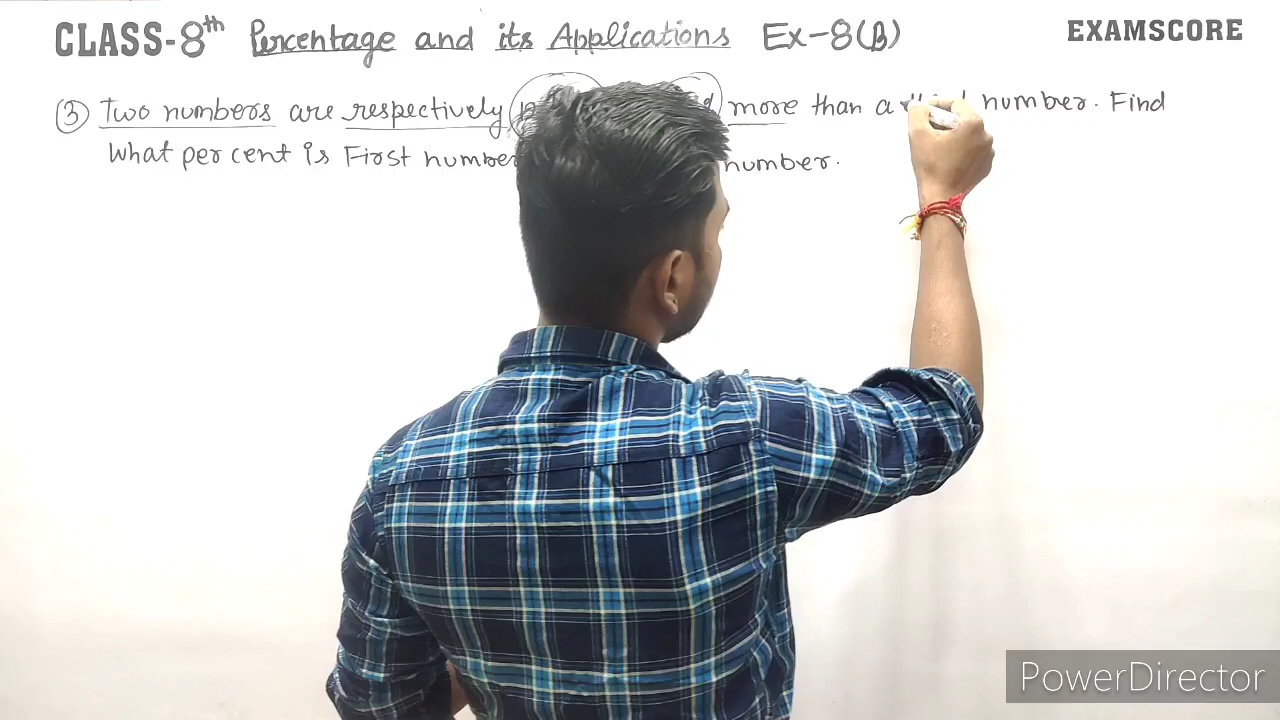 CLASS-8th Percentage and its Applications Ex-8(B)
EXAMSCORE
③ Two numbers are respectively more than a number. Find
what per cent is First number number.
PowerDirector